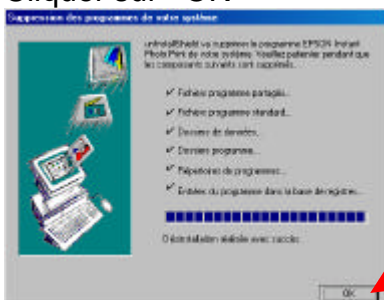 Cliquer sur "OK"
Suppression des programmes de votre système
unInstallShield va supprimer le programme EPSON Instant
Photo Print de votre système. Veuillez patienter pendant que
les composants suivants sont supprimés...
Fichiers programme partagés...
Fichiers programme standard...
Dossiers de données...
Dossiers programme...
Répertoires de programmes...
Entrées du programme dans la base de registres...
Désinstallation réalisée avec succès.
OK